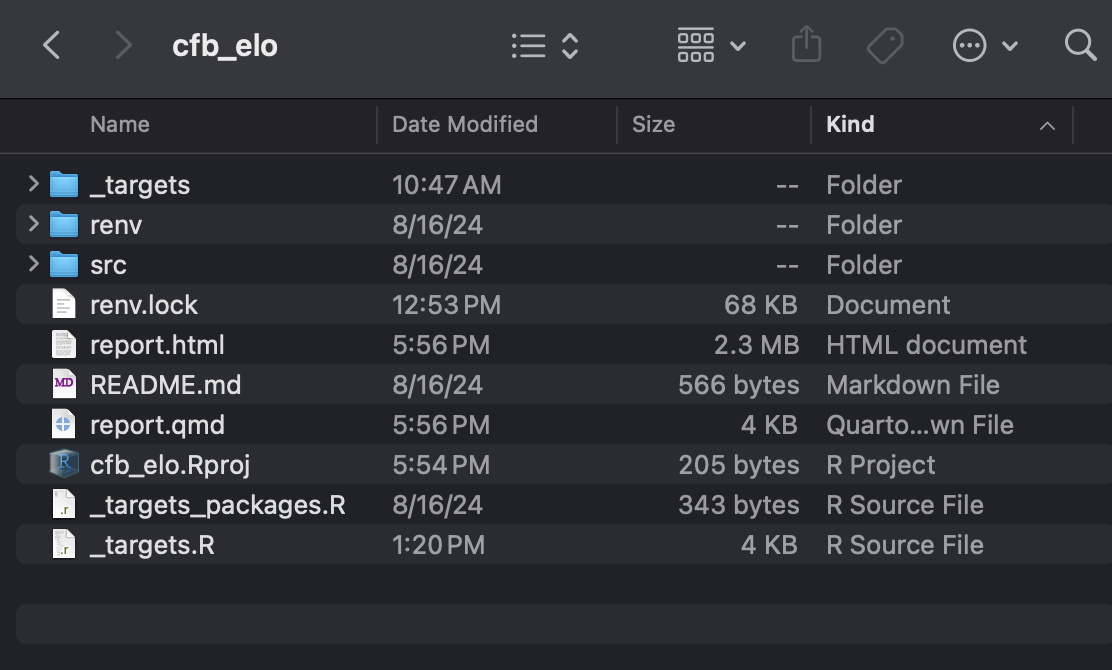 cfb_elo
Name Date Modified Size Kind
_targets 10:47 AM -- Folder
renv 8/16/24 -- Folder
src 8/16/24 -- Folder
renv.lock 12:53 PM 68 KB Document
report.html 5:56 PM 2.3 MB HTML document
MD README.md 8/16/24 566 bytes Markdown File
report.qmd 5:56 PM 4 KB Quarto...wn File
R cfb_elo.Rproj 5:54 PM 205 bytes R Project
.r _targets_packages.R 8/16/24 343 bytes R Source File
.r _targets.R 1:20 PM 4 KB R Source File